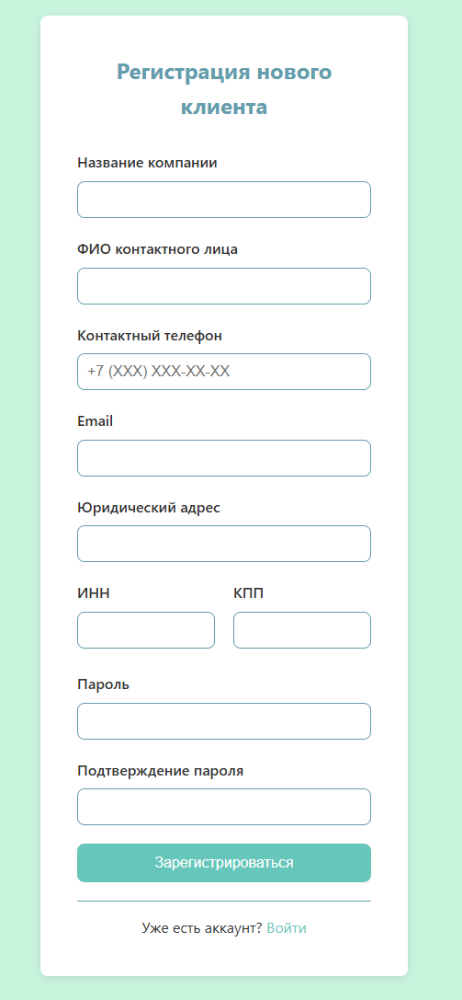 Регистрация нового
клиента
Название компании
ФИО контактного лица
Контактный телефон
+7 (XXX) XXX-XX-XX
Email
Юридический адрес
ИНН КПП
Пароль
Подтверждение пароля
Зарегистрироваться
Уже есть аккаунт? Войти